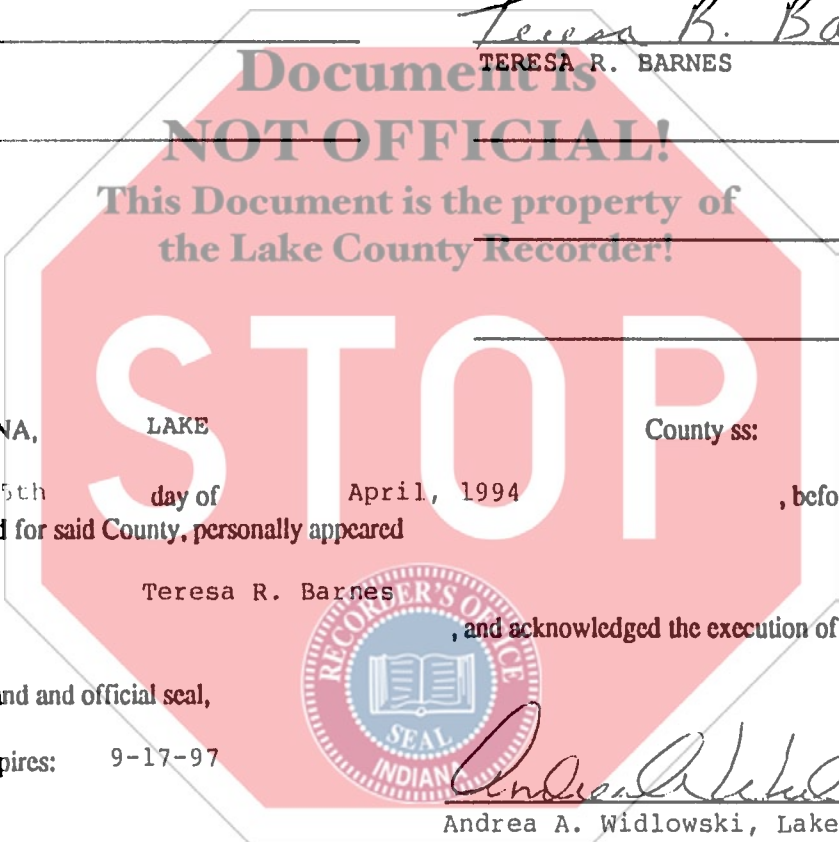 Teresa R. Ba
TERESA R. BARNES
Document is
NOT OFFICIAL!
This Document is the property of
the Lake County Recorder!
STOP
NA, LAKE County ss:
5th day of April, 1994 , befo
d for said County, personally appeared
Teresa R. Barnes
, and acknowledged the execution of
nd and official seal,
pires: 9-17-97
RECORDER'S OFFICE
SEAL
INDIANA
Andrea A. Widlowski, Lake